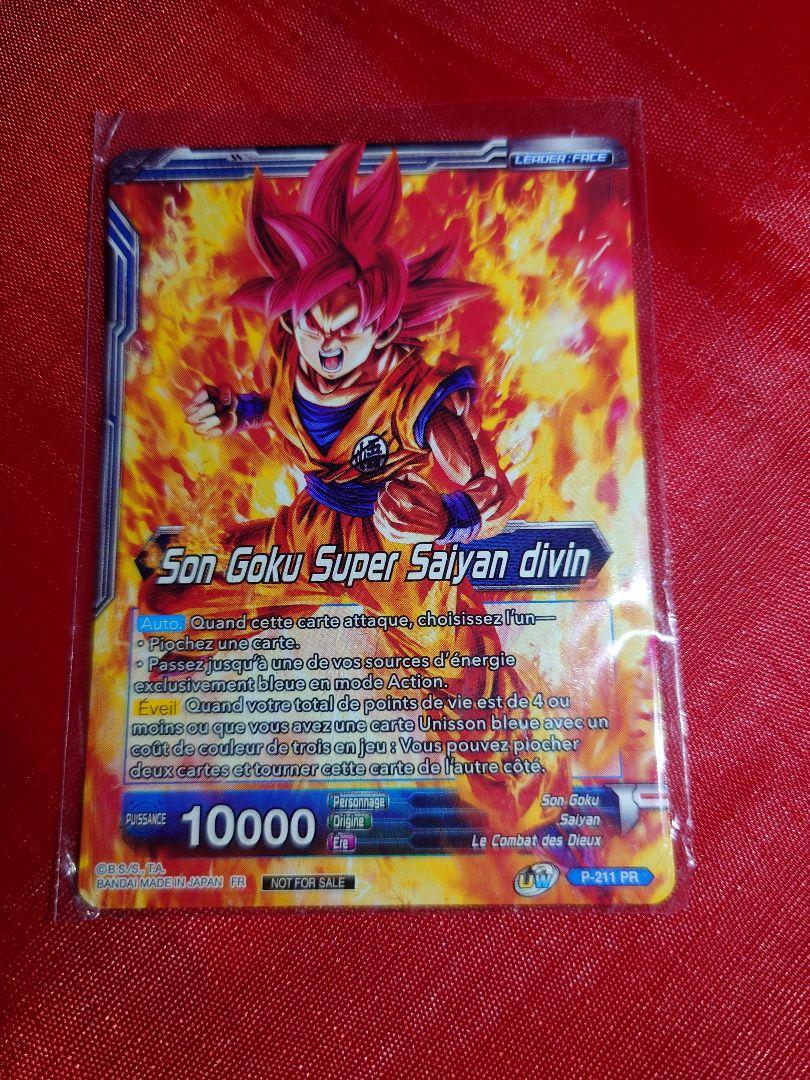 LEADER : FACE
Son Goku Super Saiyan divin
Auto. Quand cette carte attaque, choisissez l'un—
• Piochez une carte.
• Passez jusqu'à une de vos sources d'énergie
exclusivement bleue en mode Action.
Éveil Quand votre total de points de vie est de 4 ou
moins ou que vous avez une carte Unisson bleue avec un
coût de couleur de trois en jeu : Vous pouvez piocher
deux cartes et tourner cette carte de l'autre côté.
PUISSANCE 10000
Personnage Son Goku
Origine Saiyan
Ère Le Combat des Dieux
©B.S./S., T.A.
BANDAI MADE IN JAPAN FR NOT FOR SALE
UW P-211 PR